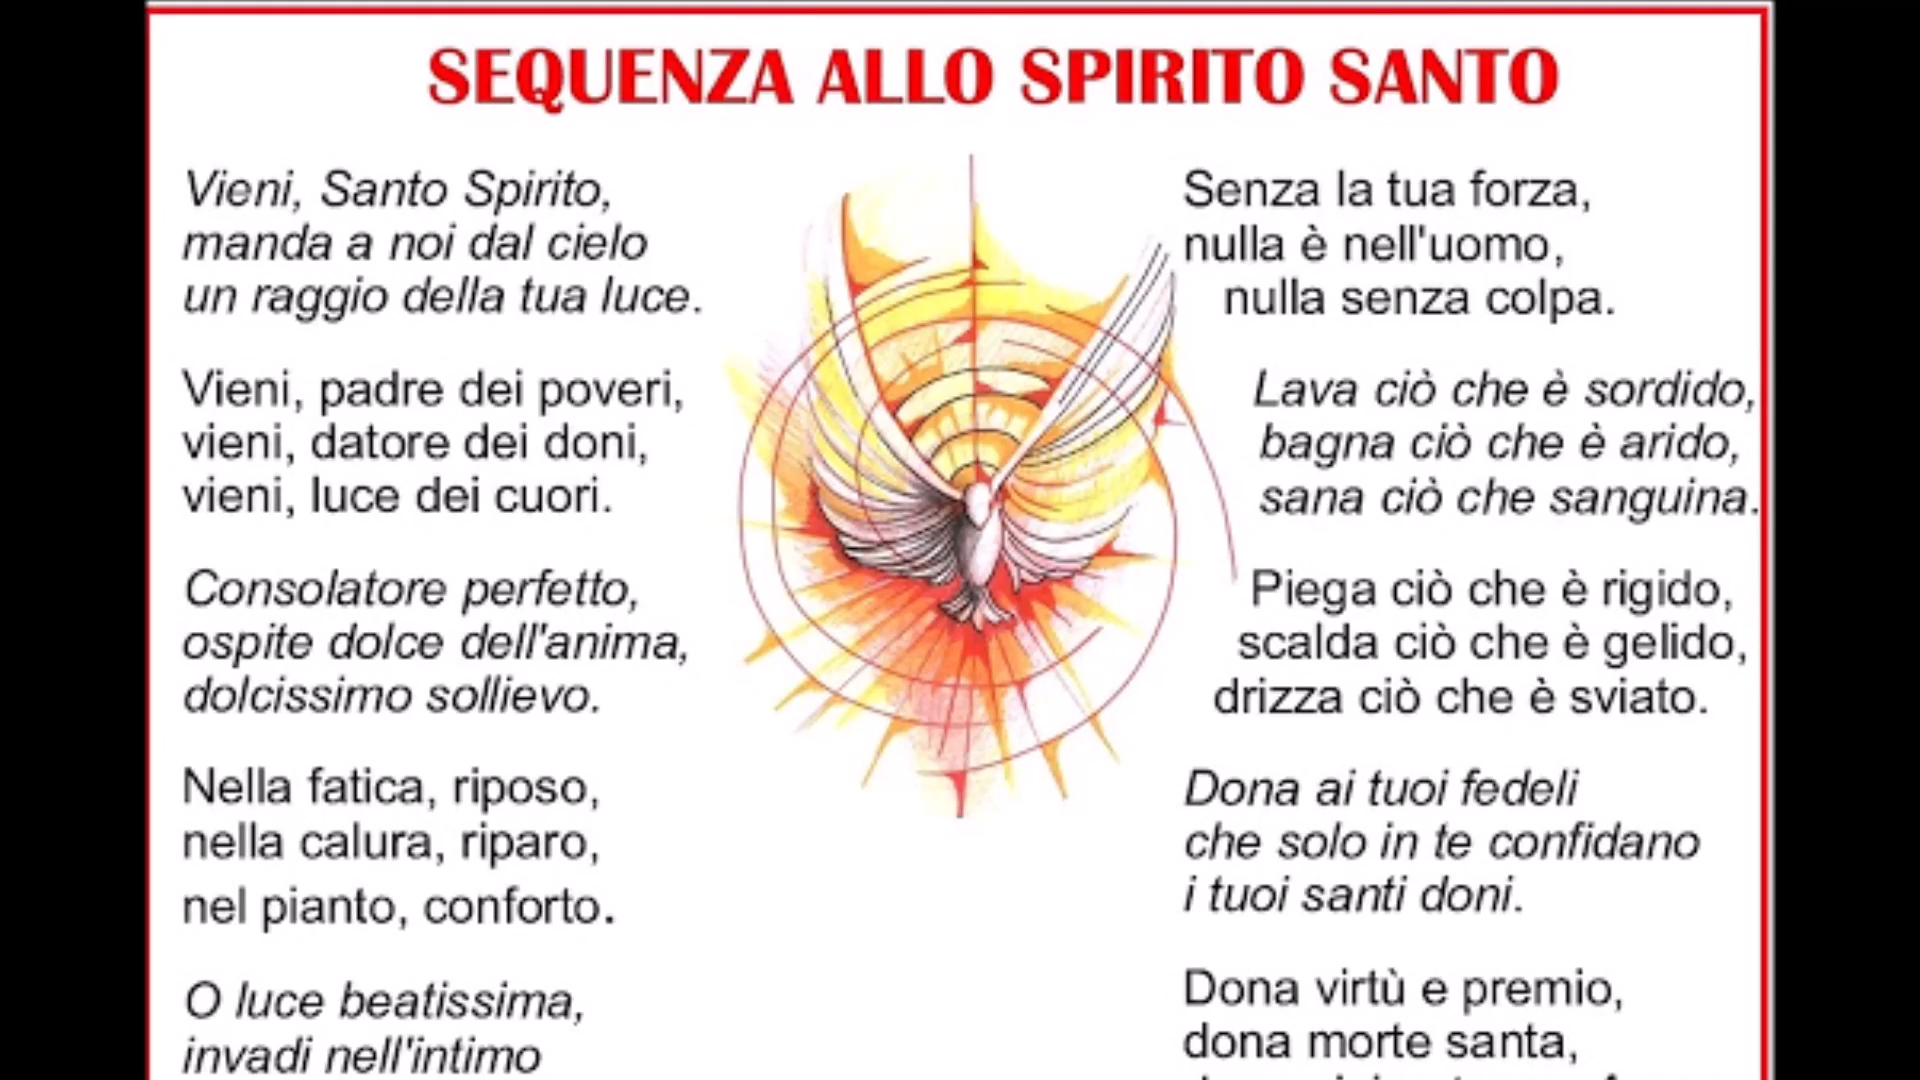 SEQUENZA ALLO SPIRITO SANTO
Vieni, Santo Spirito,
manda a noi dal cielo
un raggio della tua luce.
Vieni, padre dei poveri,
vieni, datore dei doni,
vieni, luce dei cuori.
Consolatore perfetto,
ospite dolce dell'anima,
dolcissimo sollievo.
Nella fatica, riposo,
nella calura, riparo,
nel pianto, conforto.
O luce beatissima,
invadi nell'intimo
Senza la tua forza,
nulla è nell'uomo,
nulla senza colpa.
Lava ciò che è sordido,
bagna ciò che è arido,
sana ciò che sanguina.
Piega ciò che è rigido,
scalda ciò che è gelido,
drizza ciò che è sviato.
Dona ai tuoi fedeli
che solo in te confidano
i tuoi santi doni.
Dona virtù e premio,
dona morte santa,